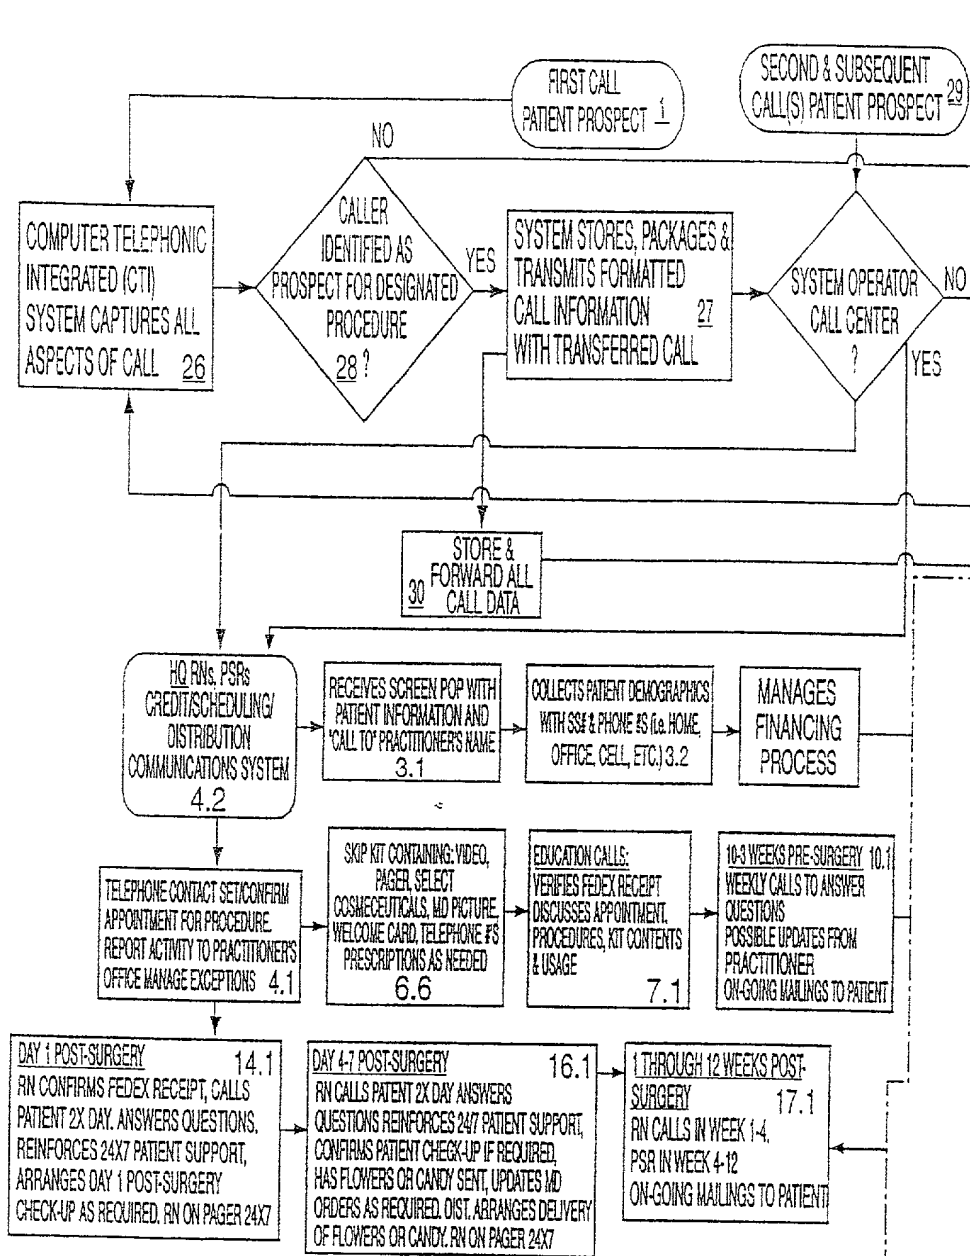 FIRST CALL
PATIENT PROSPECT 1
SECOND & SUBSEQUENT
CALL(S) PATIENT PROSPECT 29
NO
COMPUTER TELEPHONIC
INTEGRATED (CTI)
SYSTEM CAPTURES ALL
ASPECTS OF CALL 26
CALLER
IDENTIFIED AS
PROSPECT FOR DESIGNATED
PROCEDURE
28 ?
YES
SYSTEM STORES, PACKAGES &
TRANSMITS FORMATTED
CALL INFORMATION 27
WITH TRANSFERRED CALL
SYSTEM OPERATOR
CALL CENTER
?
NO
YES
STORE &
FORWARD ALL
30 CALL DATA
HQ RNs, PSRs
CREDIT/SCHEDULING/
DISTRIBUTION
COMMUNICATIONS SYSTEM
4.2
RECEIVES SCREEN POP WITH
PATIENT INFORMATION AND
"CALL TO" PRACTITIONER'S NAME
3.1
COLLECTS PATIENT DEMOGRAPHICS
WITH SS# & PHONE #S (i.e. HOME,
OFFICE, CELL, ETC.) 3.2
MANAGES
FINANCING
PROCESS
TELEPHONE CONTACT SET/CONFIRM
APPOINTMENT FOR PROCEDURE.
REPORT ACTIVITY TO PRACTITIONER'S
OFFICE MANAGE EXCEPTIONS 4.1
SKIP KIT CONTAINING: VIDEO,
PAGER, SELECT
COSMECEUTICALS, MD PICTURE,
WELCOME CARD, TELEPHONE #'S
PRESCRIPTIONS AS NEEDED
6.6
EDUCATION CALLS:
VERIFIES FEDEX RECEIPT
DISCUSSES APPOINTMENT,
PROCEDURES, KIT CONTENTS
& USAGE
7.1
10-3 WEEKS PRE-SURGERY 10.1
WEEKLY CALLS TO ANSWER
QUESTIONS
POSSIBLE UPDATES FROM
PRACTITIONER
ON-GOING MAILINGS TO PATIENT
DAY 1 POST-SURGERY 14.1
RN CONFIRMS FEDEX RECEIPT, CALLS
PATIENT 2X DAY. ANSWERS QUESTIONS,
REINFORCES 24X7 PATIENT SUPPORT,
ARRANGES DAY 1 POST-SURGERY
CHECK-UP AS REQUIRED. RN ON PAGER 24X7
DAY 4-7 POST-SURGERY 16.1
RN CALLS PATENT 2X DAY ANSWERS
QUESTIONS REINFORCES 24/7 PATIENT SUPPORT,
CONFIRMS PATIENT CHECK-UP IF REQUIRED,
HAS FLOWERS OR CANDY SENT, UPDATES MD
ORDERS AS REQUIRED. DIST. ARRANGES DELIVERY
OF FLOWERS OR CANDY. RN ON PAGER 24X7
1 THROUGH 12 WEEKS POST-
SURGERY 17.1
RN CALLS IN WEEK 1-4,
PSR IN WEEK 4-12
ON-GOING MAILINGS TO PATIENT